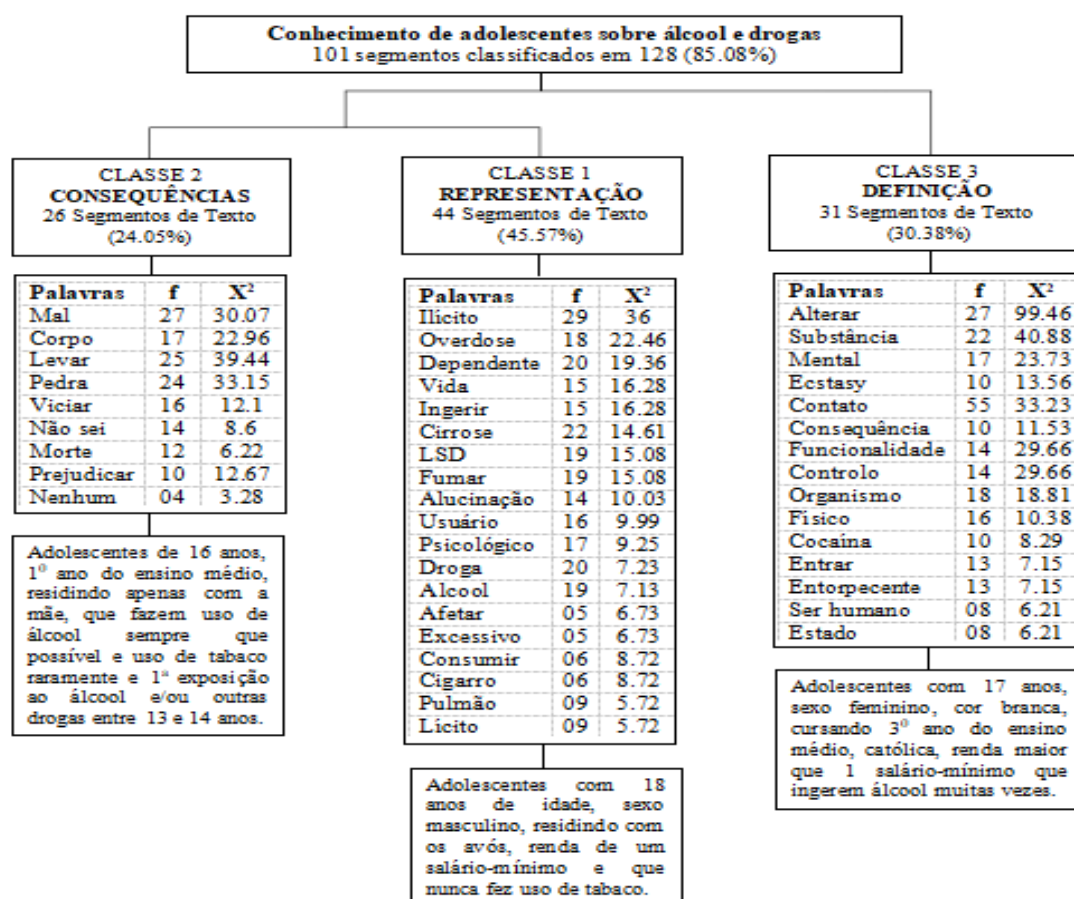 Conhecimento de adolescentes sobre álcool e drogas
101 segmentos classificados em 128 (85.08%)
CLASSE 2
CONSEQUÊNCIAS
26 Segmentos de Texto
(24.05%)
Palavras f X²
Mal 27 30.07
Corpo 17 22.96
Levar 25 39.44
Pedra 24 33.15
Viciar 16 12.1
Não sei 14 8.6
Morte 12 6.22
Prejudicar 10 12.67
Nenhum 04 3.28
Adolescentes de 16 anos,
1º ano do ensino médio,
residindo apenas com a
mãe, que fazem uso de
álcool sempre que
possível e uso de tabaco
raramente e 1ª exposição
ao álcool e/ou outras
drogas entre 13 e 14 anos.
CLASSE 1
REPRESENTAÇÃO
44 Segmentos de Texto
(45.57%)
Palavras f X²
Ilícito 29 36
Overdose 18 22.46
Dependente 20 19.36
Vida 15 16.28
Ingerir 15 16.28
Cirrose 22 14.61
LSD 19 15.08
Fumar 19 15.08
Alucinação 14 10.03
Usuário 16 9.99
Psicológico 17 9.25
Droga 20 7.23
Alcool 19 7.13
Afetar 05 6.73
Excessivo 05 6.73
Consumir 06 8.72
Cigarro 06 8.72
Pulmão 09 5.72
Lícito 09 5.72
Adolescentes com 18
anos de idade, sexo
masculino, residindo com
os avós, renda de um
salário-mínimo e que
nunca fez uso de tabaco.
CLASSE 3
DEFINIÇÃO
31 Segmentos de Texto
(30.38%)
Palavras f X²
Alterar 27 99.46
Substância 22 40.88
Mental 17 23.73
Ecstasy 10 13.56
Contato 55 33.23
Consequência 10 11.53
Funcionalidade 14 29.66
Controlo 14 29.66
Organismo 18 18.81
Físico 16 10.38
Cocaína 10 8.29
Entrar 13 7.15
Entorpecente 13 7.15
Ser humano 08 6.21
Estado 08 6.21
Adolescentes com 17 anos,
sexo feminino, cor branca,
cursando 3º ano do ensino
médio, católica, renda maior
que 1 salário-mínimo que
ingerem álcool muitas vezes.